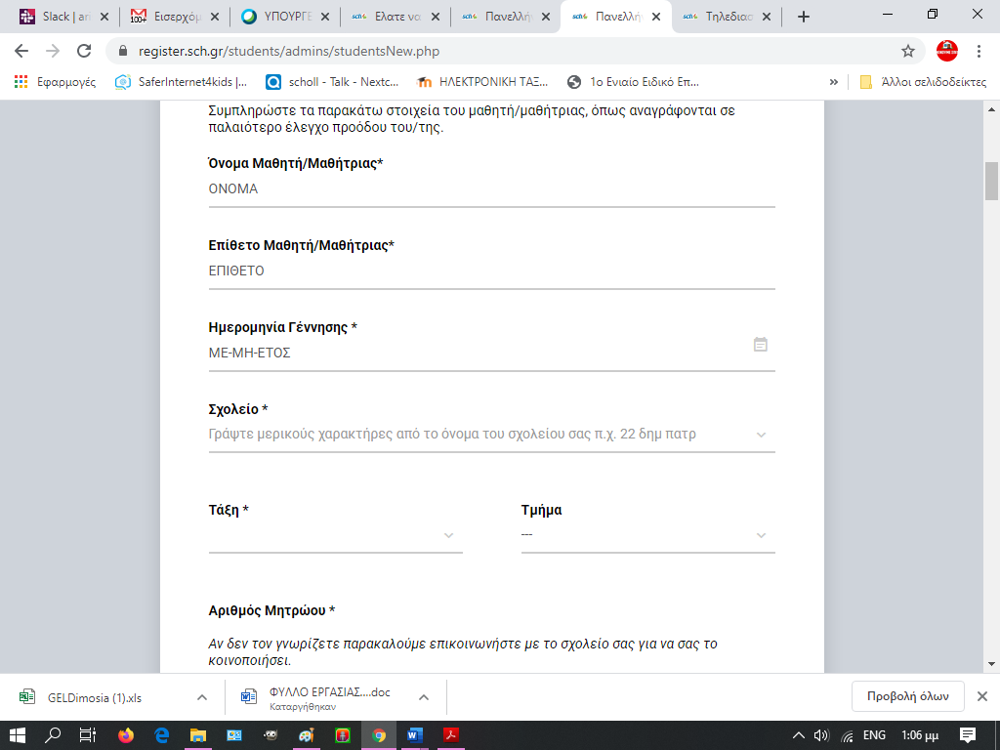 Slack | ar
Εισερχόμ
ΥΠΟΥΡΓΕ
Ελατε να
Πανελλήν
Πανελλήν
Τηλεδιασ
register.sch.gr/students/admins/studentsNew.php
Εφαρμογές
SaferInternet4kids |...
scholl - Talk - Nextc...
ΗΛΕΚΤΡΟΝΙΚΗ ΤΑΞ...
1ο Ενιαίο Ειδικό Επ...
»
Άλλοι σελιδοδείκτες
Συμπληρώστε τα παρακάτω στοιχεία του μαθητή/μαθήτριας, όπως αναγράφονται σε
παλαιότερο έλεγχο προόδου του/της.
Όνομα Μαθητή/Μαθήτριας*
ΟΝΟΜΑ
Επίθετο Μαθητή/Μαθήτριας*
ΕΠΙΘΕΤΟ
Ημερομηνία Γέννησης *
ΜΕ-ΜΗ-ΕΤΟΣ
Σχολείο *
Γράψτε μερικούς χαρακτήρες από το όνομα του σχολείου σας π.χ. 22 δημ πατρ
Τάξη *
Τμήμα
---
Αριθμός Μητρώου *
Αν δεν τον γνωρίζετε παρακαλούμε επικοινωνήστε με το σχολείο σας για να σας το
κοινοποιήσει.
GELDimosia (1).xls
ΦΥΛΛΟ ΕΡΓΑΣΙΑΣ....doc
Καταργήθηκαν
Προβολή όλων
ENG
1:06 μμ